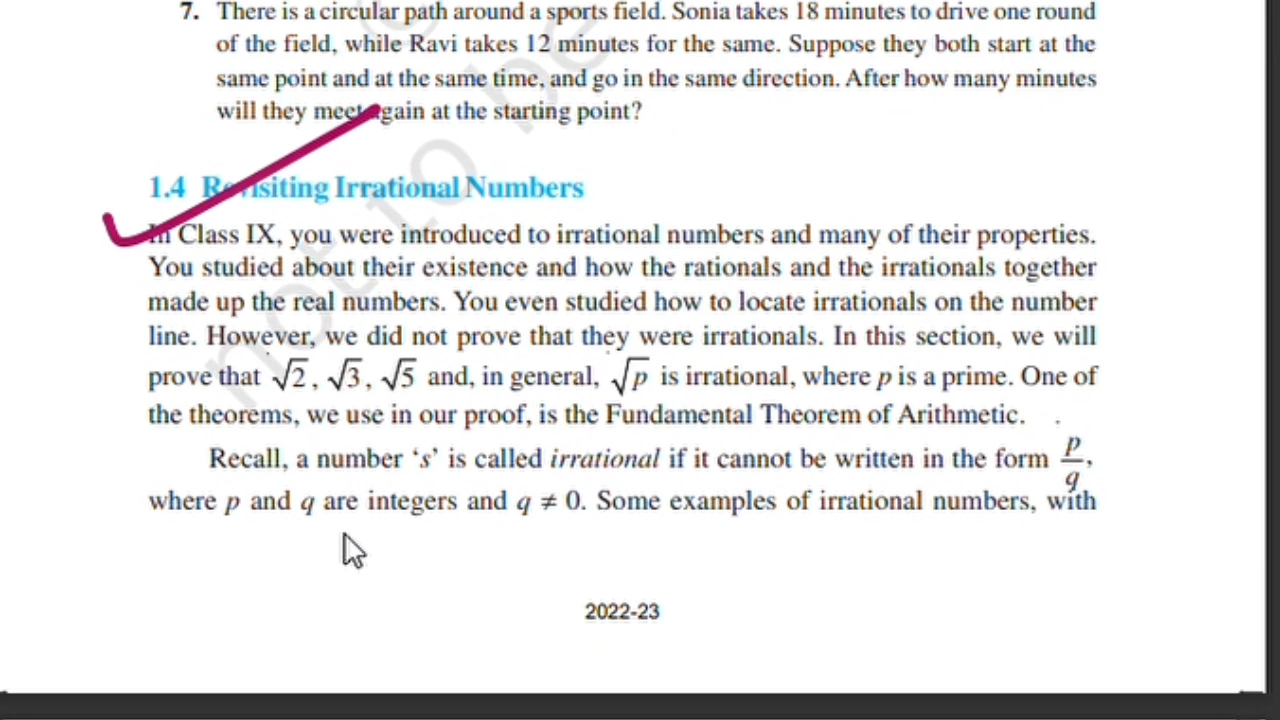 7. There is a circular path around a sports field. Sonia takes 18 minutes to drive one round
of the field, while Ravi takes 12 minutes for the same. Suppose they both start at the
same point and at the same time, and go in the same direction. After how many minutes
will they meet again at the starting point?
1.4 Revisiting Irrational Numbers
In Class IX, you were introduced to irrational numbers and many of their properties.
You studied about their existence and how the rationals and the irrationals together
made up the real numbers. You even studied how to locate irrationals on the number
line. However, we did not prove that they were irrationals. In this section, we will
prove that √2, √3, √5 and, in general, √p is irrational, where p is a prime. One of
the theorems, we use in our proof, is the Fundamental Theorem of Arithmetic.
Recall, a number ‘s’ is called irrational if it cannot be written in the form p/q,
where p and q are integers and q ≠ 0. Some examples of irrational numbers, with
2022-23
not to be